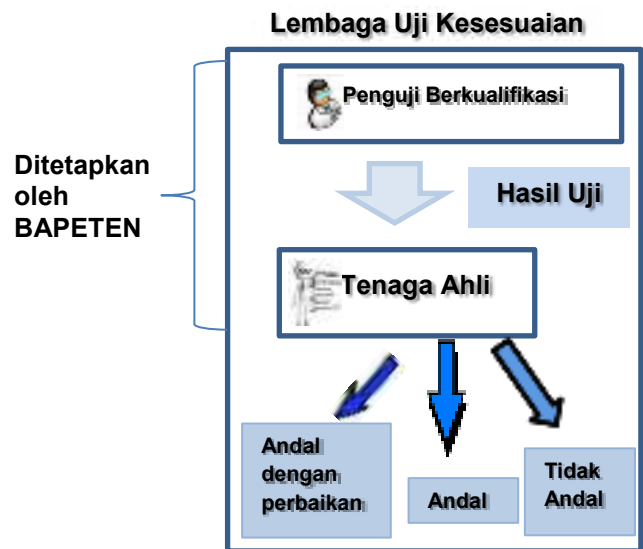 Lembaga Uji Kesesuaian
Penguji Berkualifikasi
Ditetapkan
oleh
BAPETEN
Hasil Uji
Tenaga Ahli
Andal
dengan
perbaikan
Andal
Tidak
Andal